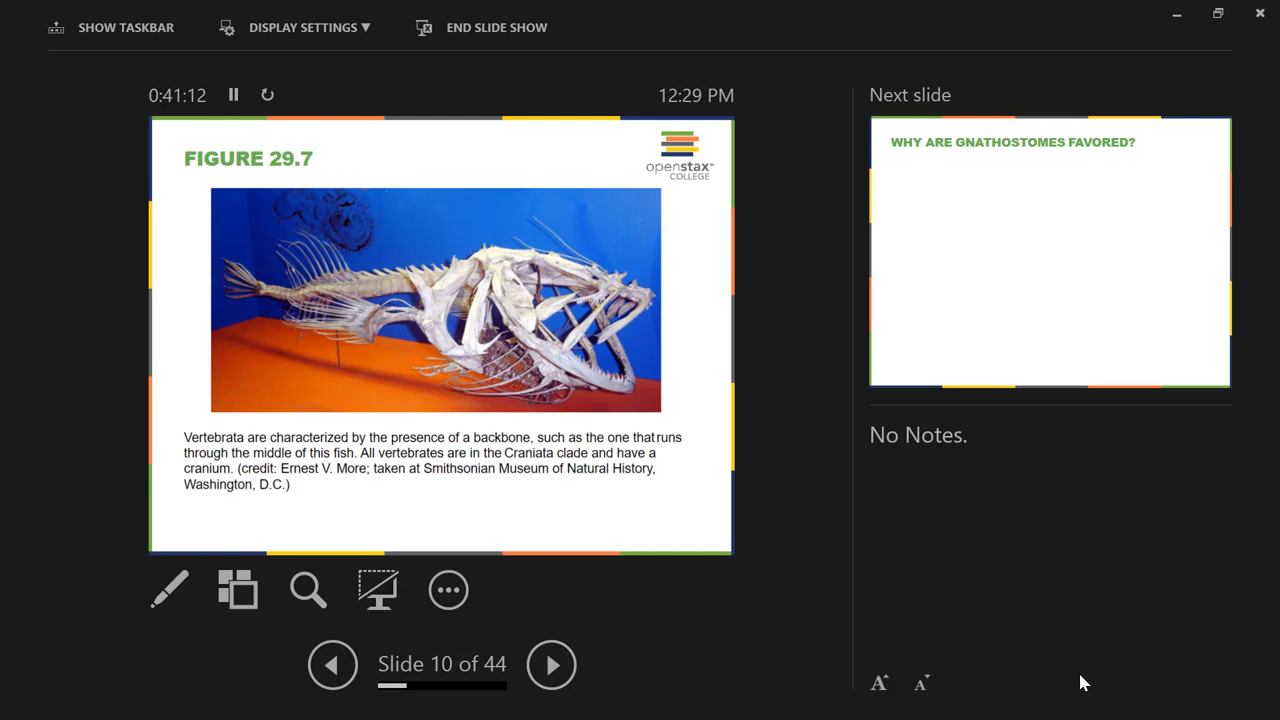 SHOW TASKBAR
DISPLAY SETTINGS ▼
END SLIDE SHOW
0:41:12
12:29 PM
Next slide
FIGURE 29.7
openstax™
COLLEGE
Vertebrata are characterized by the presence of a backbone, such as the one that runs
through the middle of this fish. All vertebrates are in the Craniata clade and have a
cranium. (credit: Ernest V. More; taken at Smithsonian Museum of Natural History,
Washington, D.C.)
WHY ARE GNATHOSTOMES FAVORED?
No Notes.
Slide 10 of 44
A A